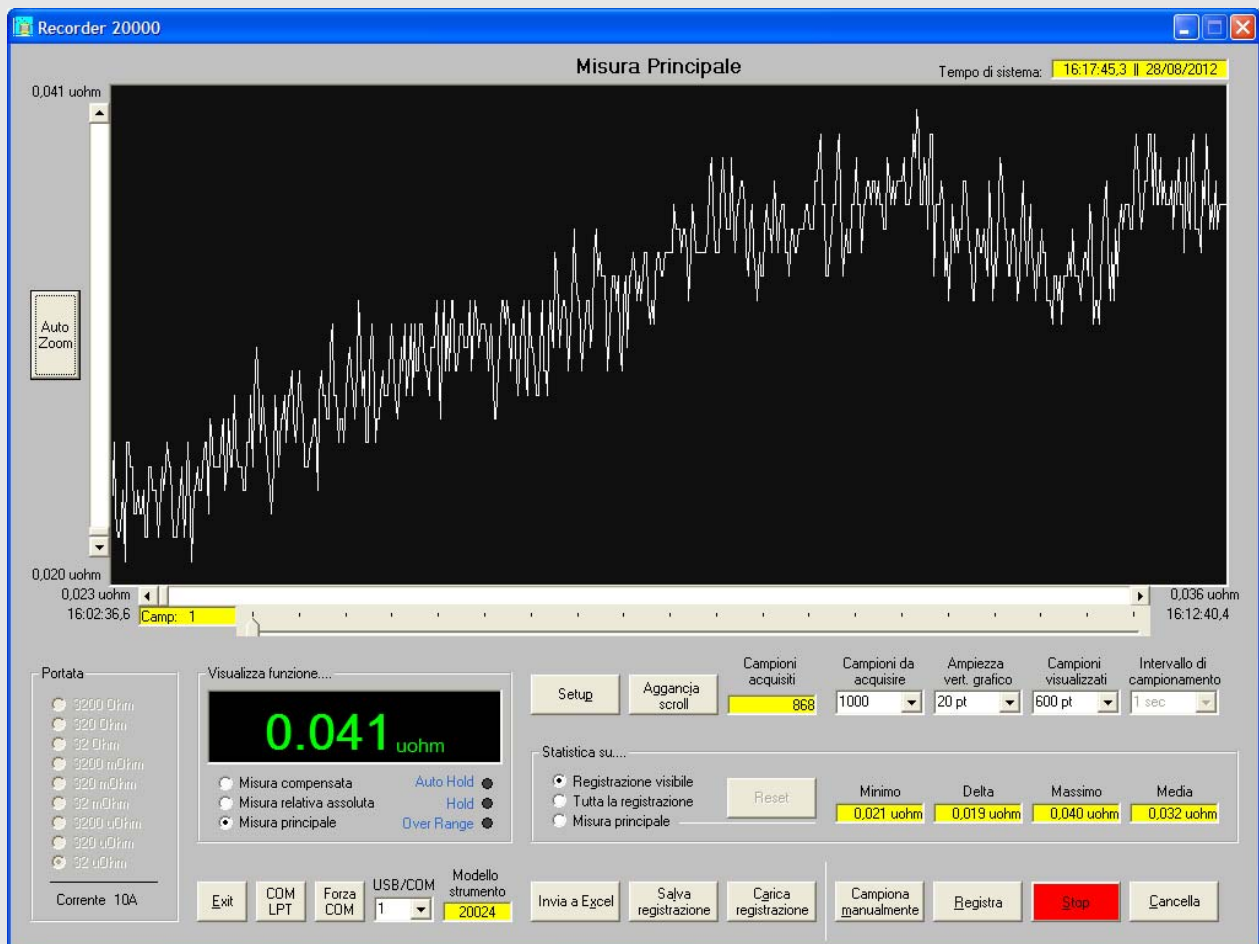 Recorder 20000
Misura Principale
Tempo di sistema: 16:17:45,3 || 28/08/2012
0,041 uohm
Auto Zoom
0,020 uohm
0,023 uohm
0,036 uohm
16:02:36,6
Camp: 1
16:12:40,4
Portata
3200 Ohm
320 Ohm
32 Ohm
3200 mOhm
320 mOhm
32 mOhm
3200 uOhm
320 uOhm
32 uOhm
Corrente 10A
Visualizza funzione....
0.041 uohm
Misura compensata
Auto Hold
Misura relativa assoluta
Hold
Misura principale
Over Range
Setup
Aggancia scroll
Campioni acquisiti
868
Campioni da acquisire
1000
Ampiezza vert. grafico
20 pt
Campioni visualizzati
600 pt
Intervallo di campionamento
1 sec
Statistica su....
Registrazione visibile
Tutta la registrazione
Misura principale
Reset
Minimo
0,021 uohm
Delta
0,019 uohm
Massimo
0,040 uohm
Media
0,032 uohm
Exit
COM LPT
Forza COM
USB/COM
1
Modello strumento
20024
Invia a Excel
Salva registrazione
Carica registrazione
Campiona manualmente
Registra
Stop
Cancella